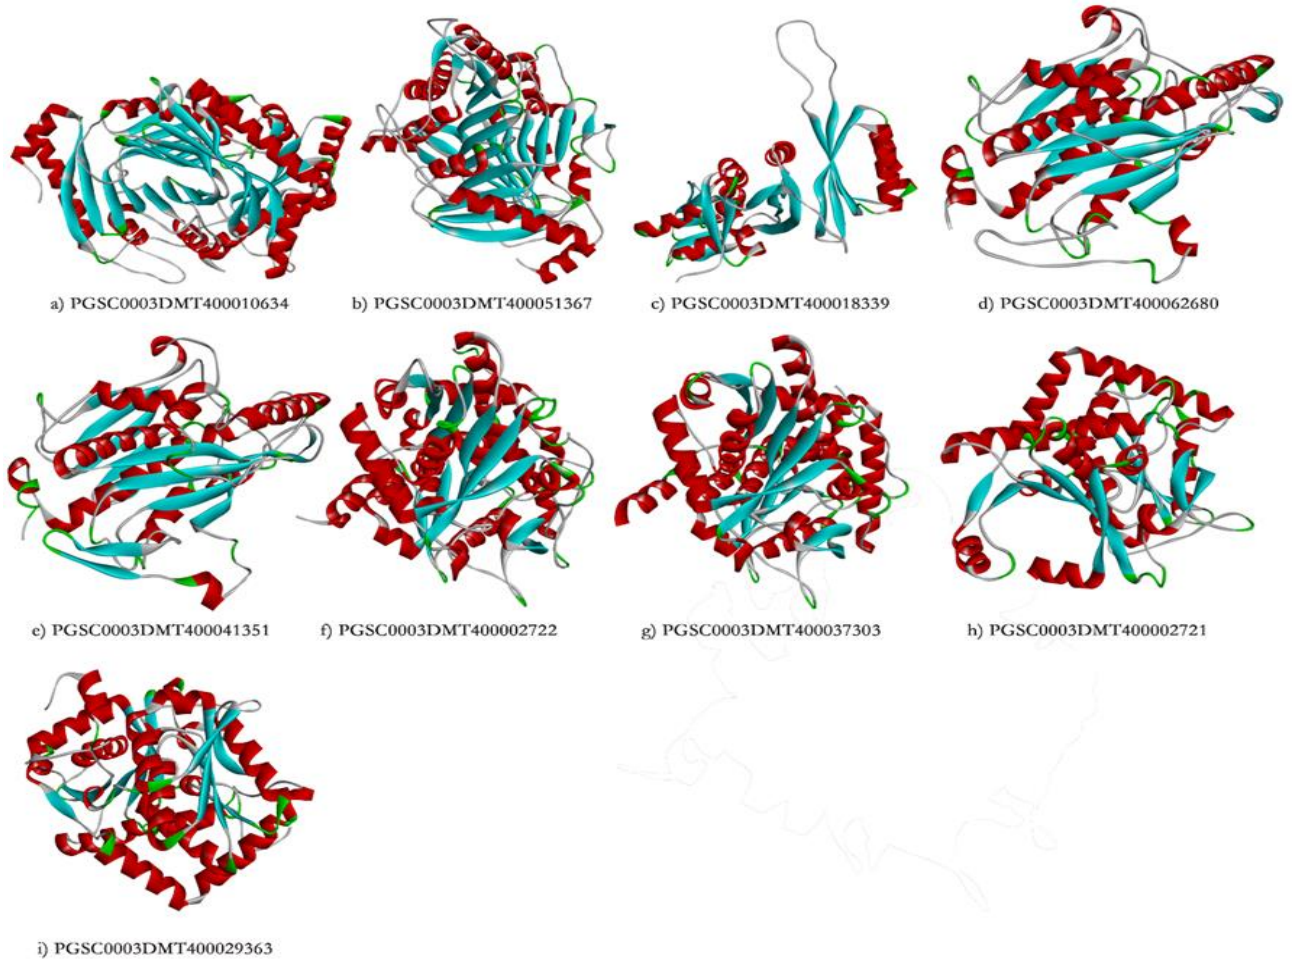 a) PGSC0003DMT400010634
b) PGSC0003DMT400051367
c) PGSC0003DMT400018339
d) PGSC0003DMT400062680
e) PGSC0003DMT400041351
f) PGSC0003DMT400002722
g) PGSC0003DMT400037303
h) PGSC0003DMT400002721
i) PGSC0003DMT400029363